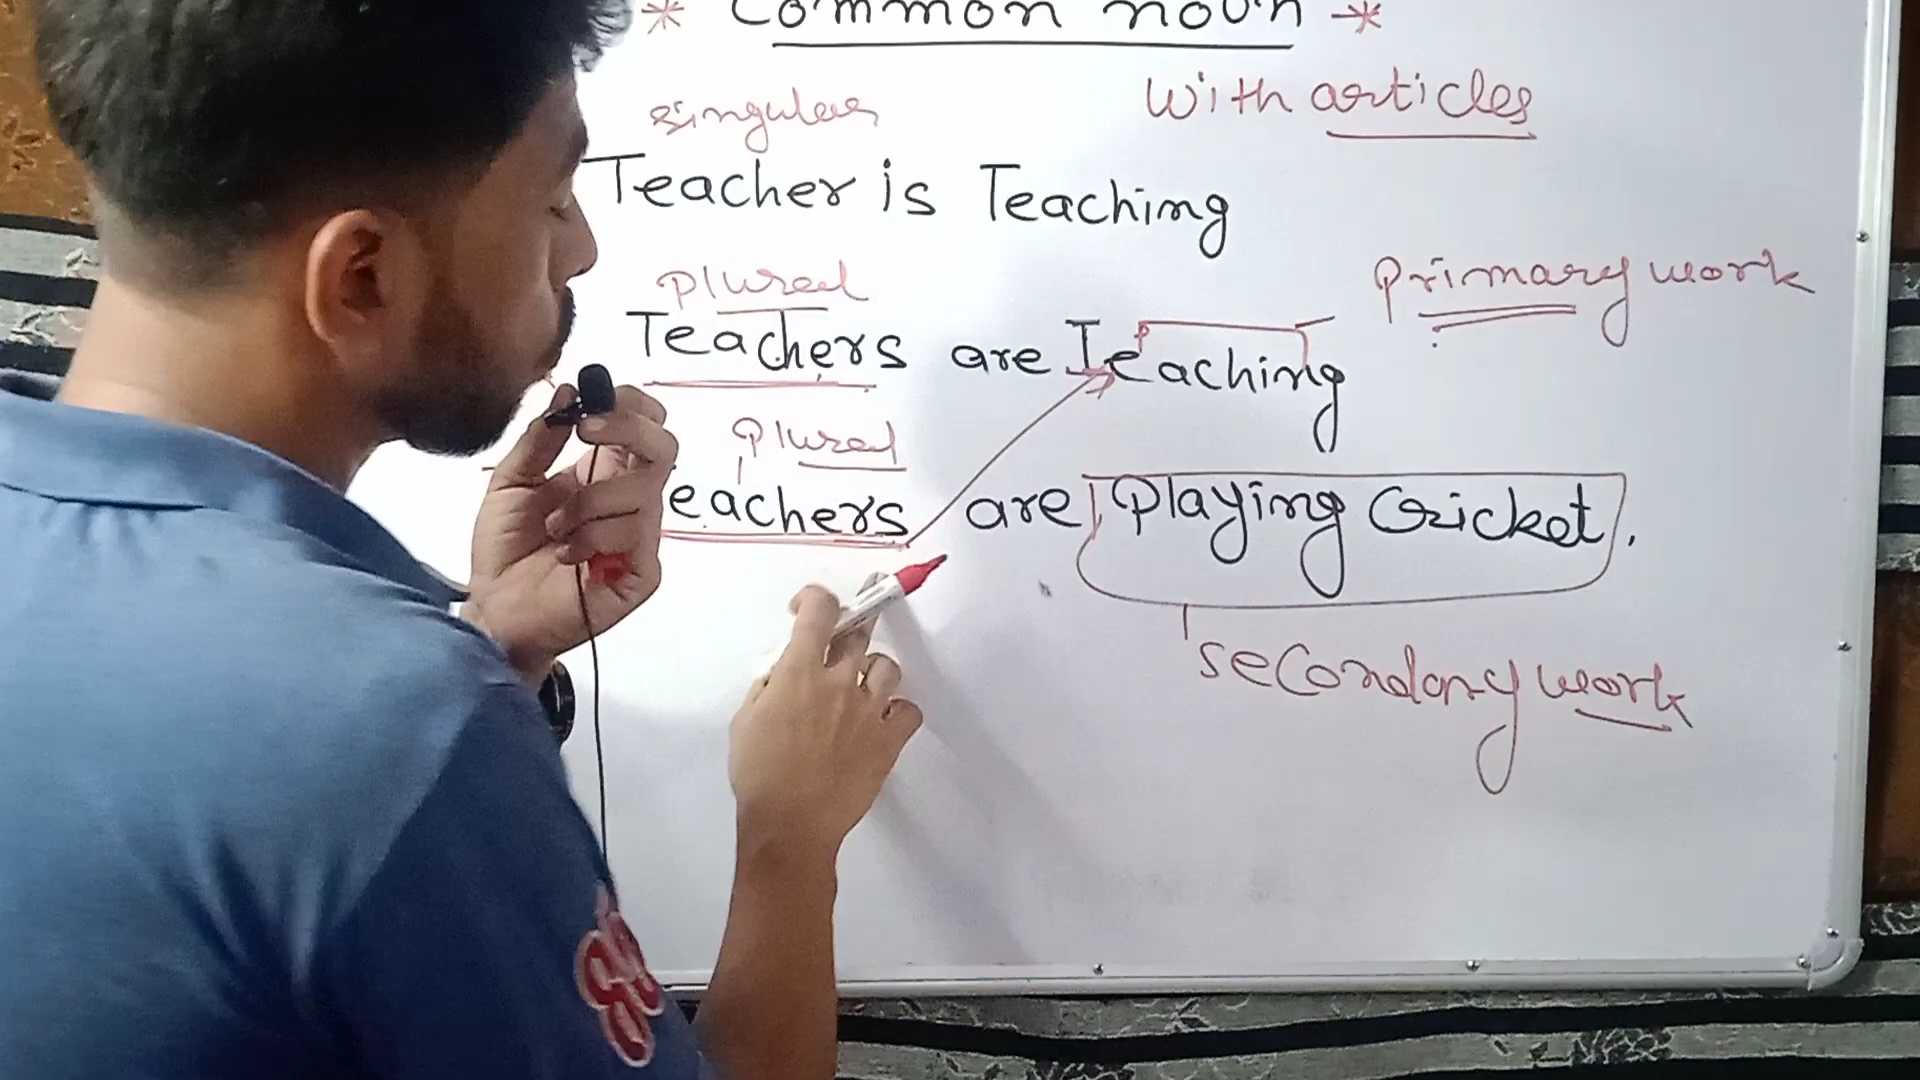 * Common noun *
singular
with articles
Teacher is Teaching
plural
primary work
Teachers are Teaching
plural
eachers are Playing Cricket.
secondary work